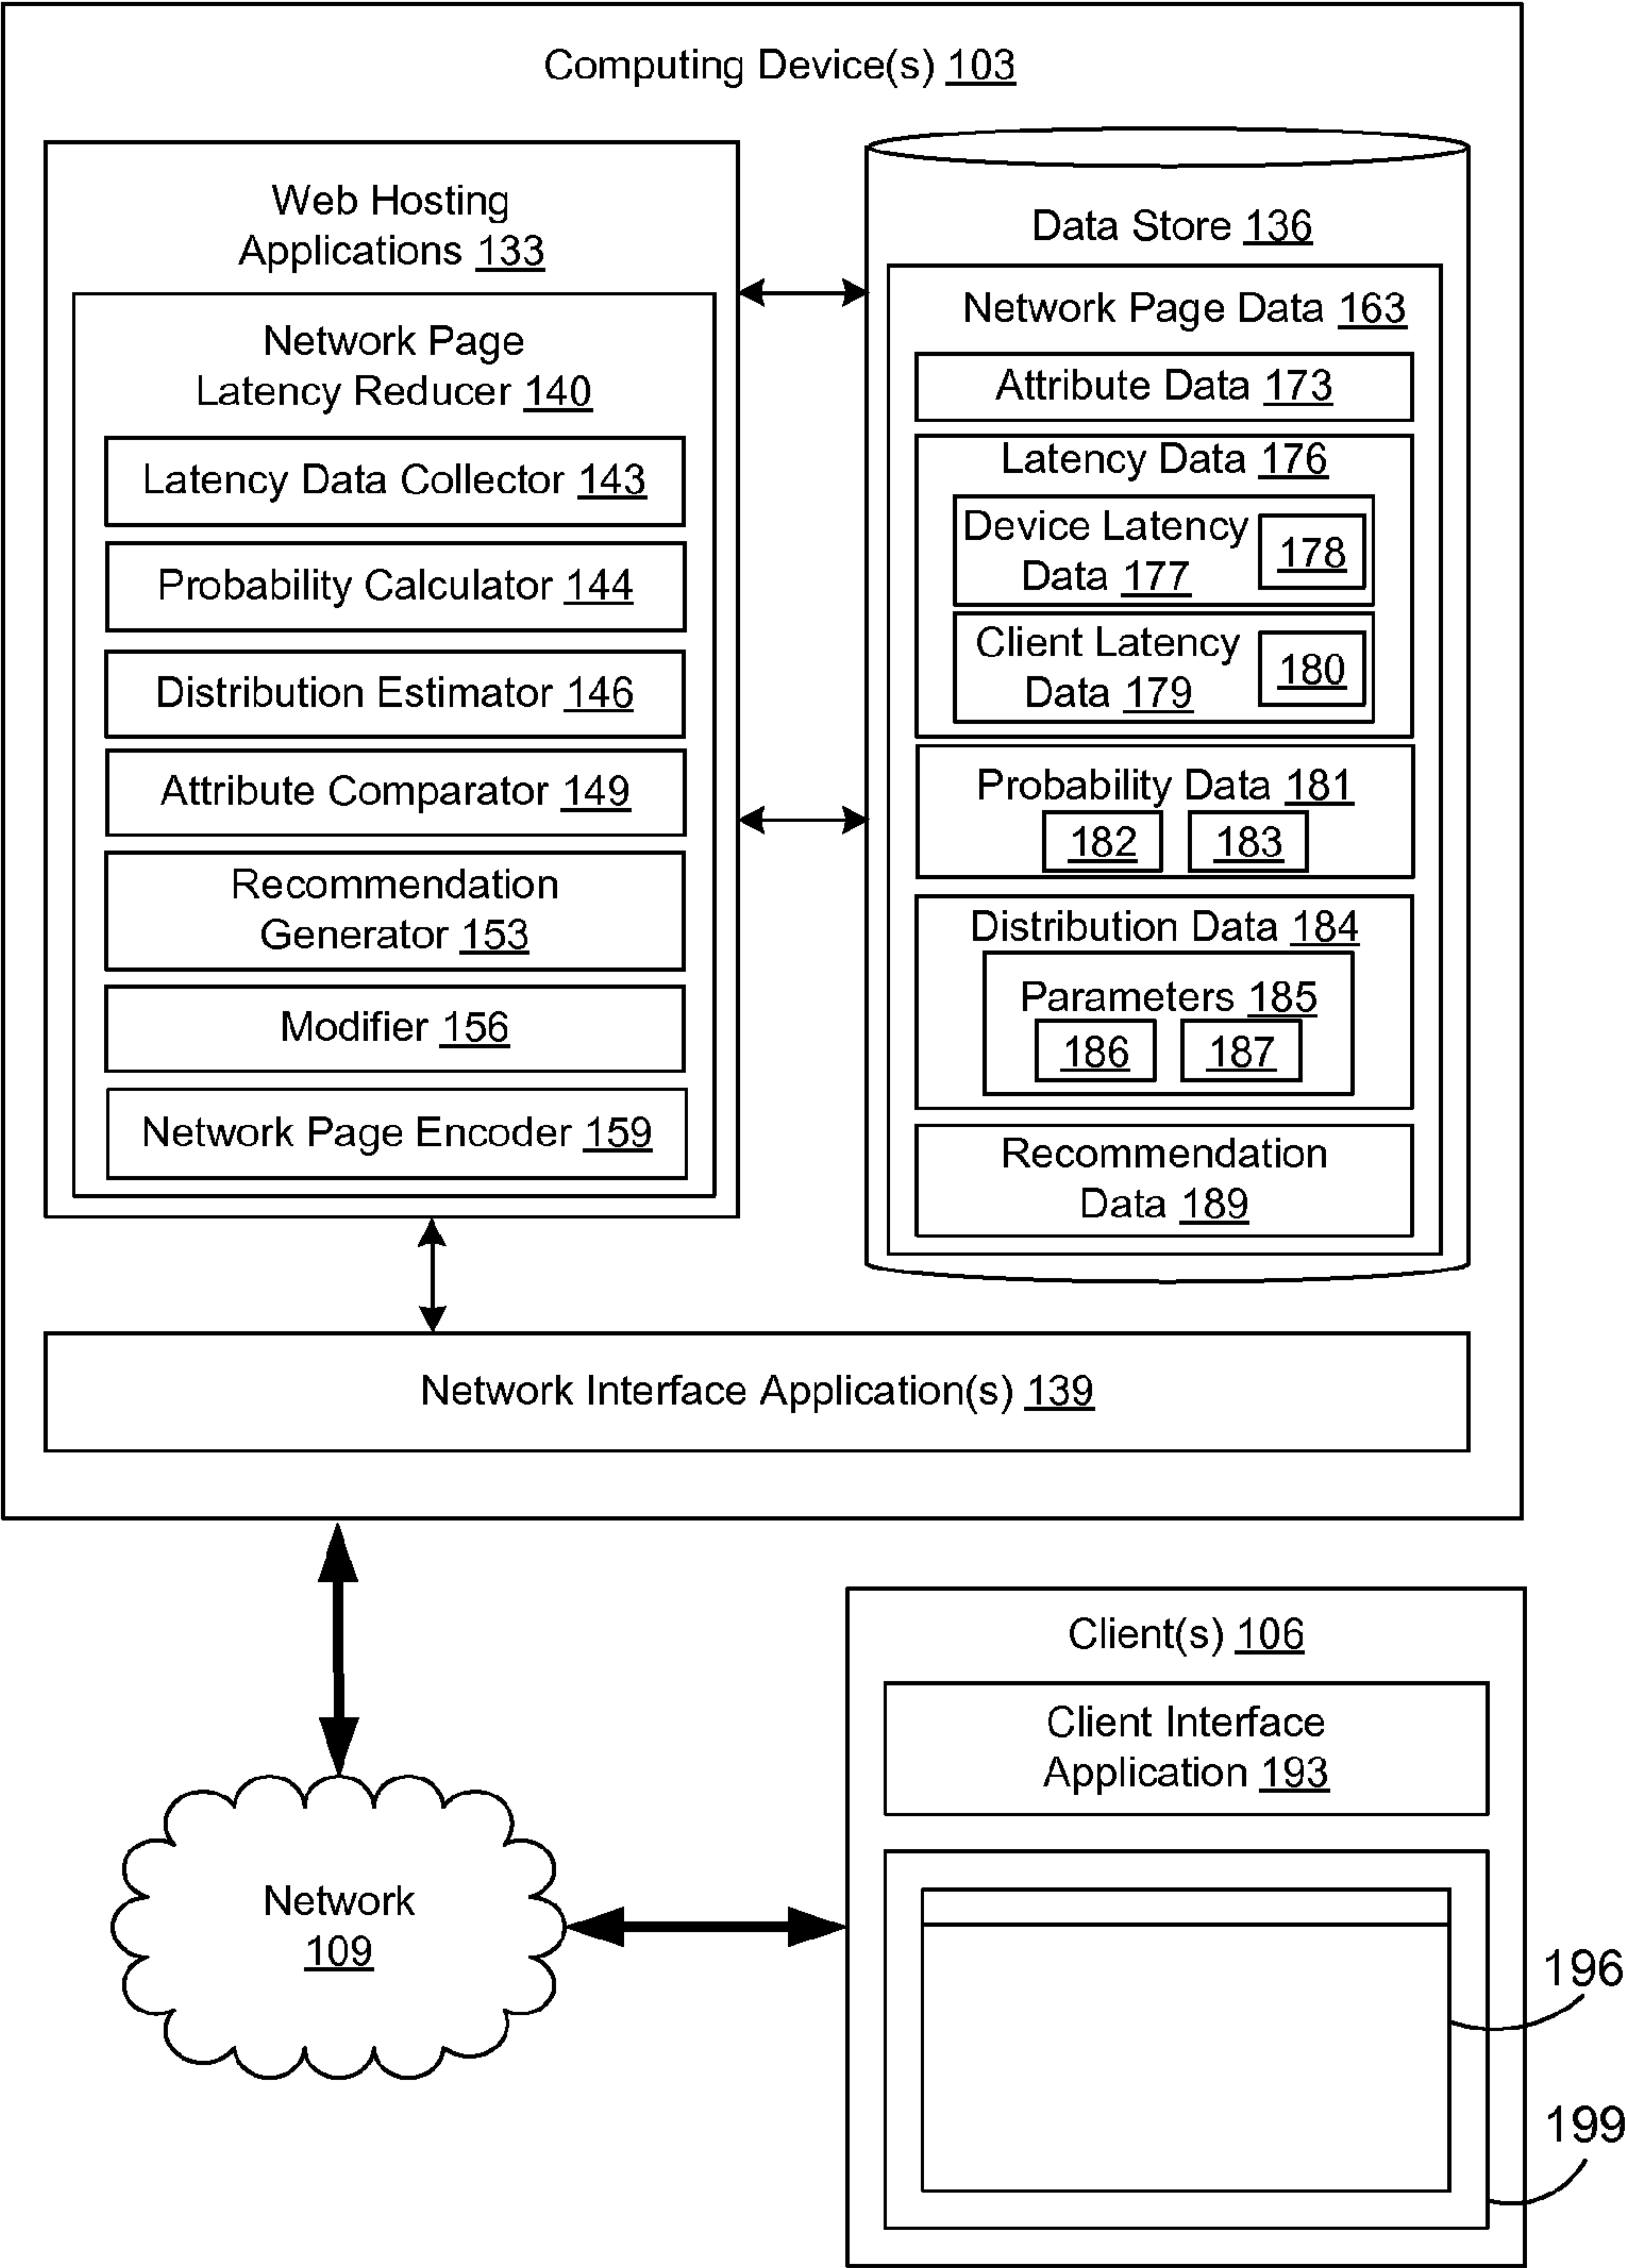 Computing Device(s) 103
Web Hosting
Applications 133
Network Page
Latency Reducer 140
Latency Data Collector 143
Probability Calculator 144
Distribution Estimator 146
Attribute Comparator 149
Recommendation
Generator 153
Modifier 156
Network Page Encoder 159
Data Store 136
Network Page Data 163
Attribute Data 173
Latency Data 176
Device Latency
Data 177
178
Client Latency
Data 179
180
Probability Data 181
182 183
Distribution Data 184
Parameters 185
186 187
Recommendation
Data 189
Network Interface Application(s) 139
Network
109
Client(s) 106
Client Interface
Application 193
196
199